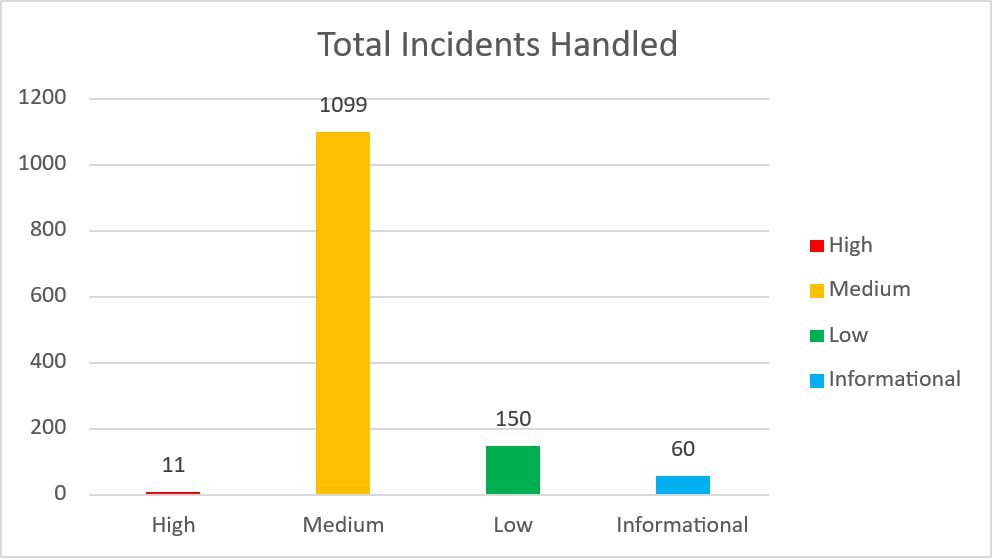 Total Incidents Handled
1200
1000
800
600
400
200
0
11
1099
150
60
High
Medium
Low
Informational
High
Medium
Low
Informational